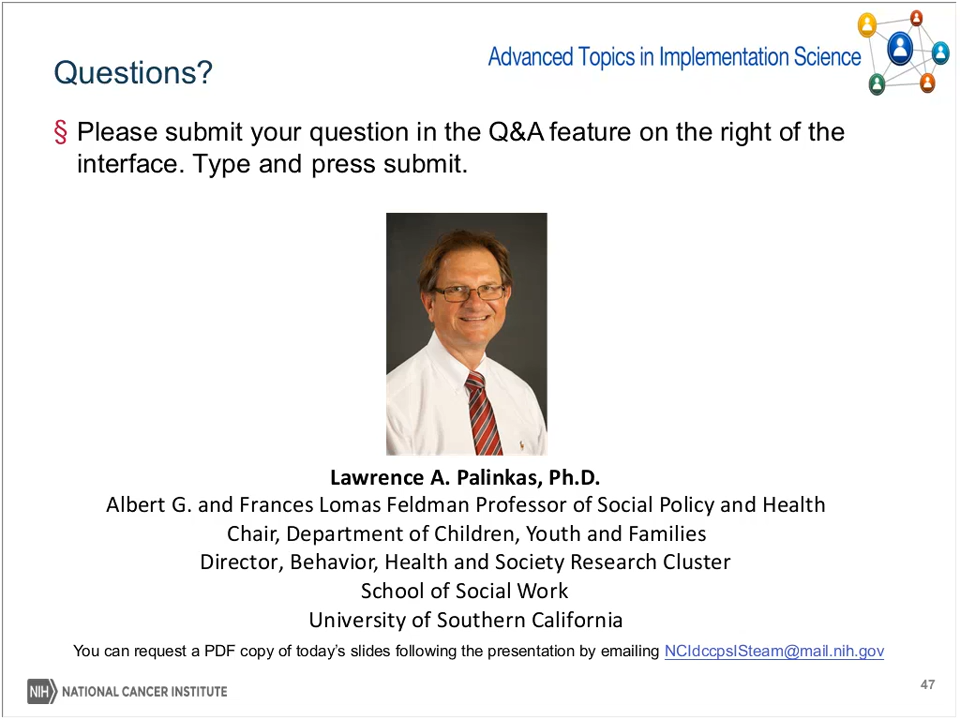 Advanced Topics in Implementation Science
Questions?
§ Please submit your question in the Q&A feature on the right of the
interface. Type and press submit.
Lawrence A. Palinkas, Ph.D.
Albert G. and Frances Lomas Feldman Professor of Social Policy and Health
Chair, Department of Children, Youth and Families
Director, Behavior, Health and Society Research Cluster
School of Social Work
University of Southern California
You can request a PDF copy of today’s slides following the presentation by emailing NCIdccpsISteam@mail.nih.gov
NIH NATIONAL CANCER INSTITUTE
47